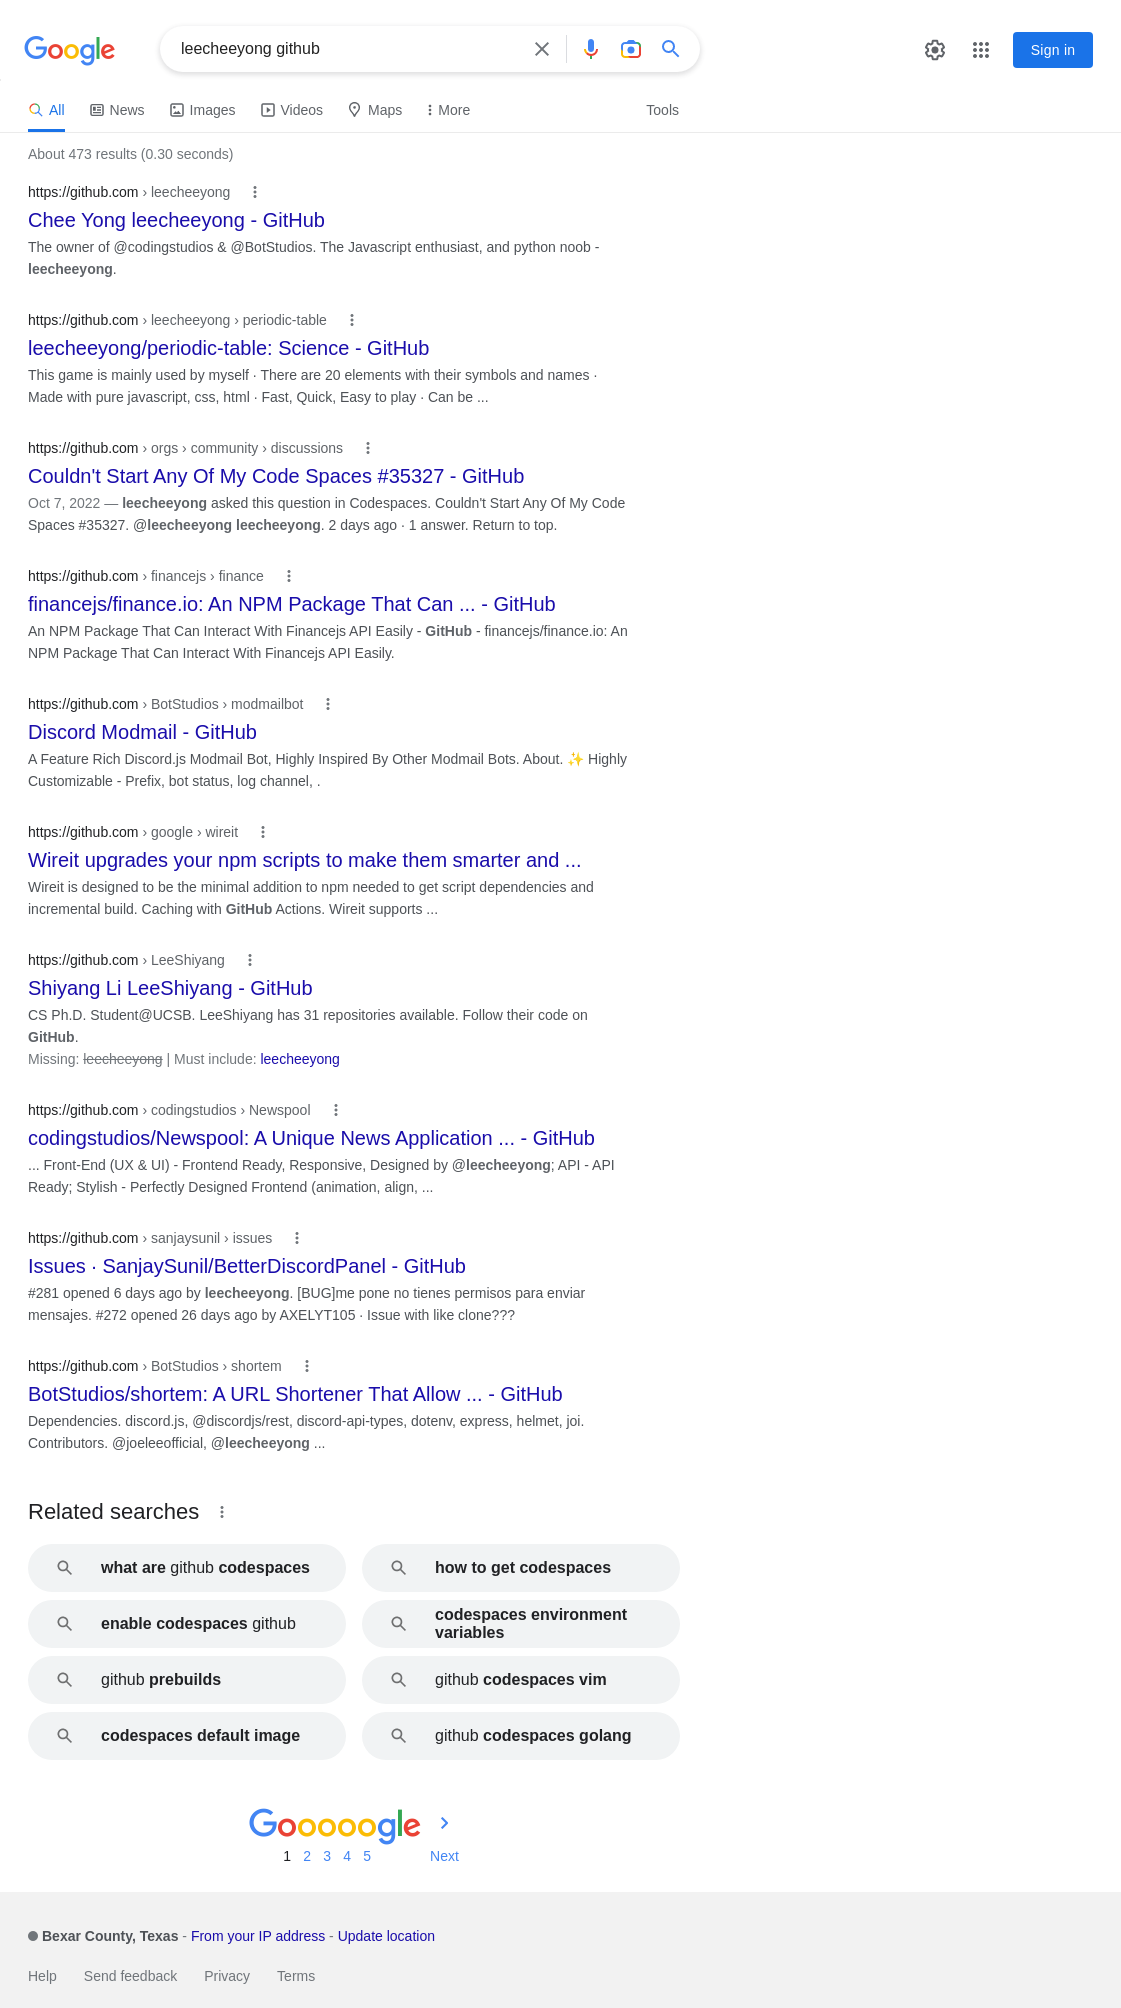 Google
leecheeyong github
Sign in
All News Images Videos Maps More Tools
About 473 results (0.30 seconds)
https://github.com › leecheeyong
Chee Yong leecheeyong - GitHub
The owner of @codingstudios & @BotStudios. The Javascript enthusiast, and python noob -
leecheeyong.
https://github.com › leecheeyong › periodic-table
leecheeyong/periodic-table: Science - GitHub
This game is mainly used by myself · There are 20 elements with their symbols and names ·
Made with pure javascript, css, html · Fast, Quick, Easy to play · Can be ...
https://github.com › orgs › community › discussions
Couldn't Start Any Of My Code Spaces #35327 - GitHub
Oct 7, 2022 — leecheeyong asked this question in Codespaces. Couldn't Start Any Of My Code
Spaces #35327. @leecheeyong leecheeyong. 2 days ago · 1 answer. Return to top.
https://github.com › financejs › finance
financejs/finance.io: An NPM Package That Can ... - GitHub
An NPM Package That Can Interact With Financejs API Easily - GitHub - financejs/finance.io: An
NPM Package That Can Interact With Financejs API Easily.
https://github.com › BotStudios › modmailbot
Discord Modmail - GitHub
A Feature Rich Discord.js Modmail Bot, Highly Inspired By Other Modmail Bots. About. ✨ Highly
Customizable - Prefix, bot status, log channel, .
https://github.com › google › wireit
Wireit upgrades your npm scripts to make them smarter and ...
Wireit is designed to be the minimal addition to npm needed to get script dependencies and
incremental build. Caching with GitHub Actions. Wireit supports ...
https://github.com › LeeShiyang
Shiyang Li LeeShiyang - GitHub
CS Ph.D. Student@UCSB. LeeShiyang has 31 repositories available. Follow their code on
GitHub.
Missing: leecheeyong | Must include: leecheeyong
https://github.com › codingstudios › Newspool
codingstudios/Newspool: A Unique News Application ... - GitHub
... Front-End (UX & UI) - Frontend Ready, Responsive, Designed by @leecheeyong; API - API
Ready; Stylish - Perfectly Designed Frontend (animation, align, ...
https://github.com › sanjaysunil › issues
Issues · SanjaySunil/BetterDiscordPanel - GitHub
#281 opened 6 days ago by leecheeyong. [BUG]me pone no tienes permisos para enviar
mensajes. #272 opened 26 days ago by AXELYT105 · Issue with like clone???
https://github.com › BotStudios › shortem
BotStudios/shortem: A URL Shortener That Allow ... - GitHub
Dependencies. discord.js, @discordjs/rest, discord-api-types, dotenv, express, helmet, joi.
Contributors. @joeleeofficial, @leecheeyong ...
Related searches
what are github codespaces
how to get codespaces
enable codespaces github
codespaces environment
variables
github prebuilds
github codespaces vim
codespaces default image
github codespaces golang
Gooooogle
1 2 3 4 5 Next
Bexar County, Texas - From your IP address - Update location
Help Send feedback Privacy Terms